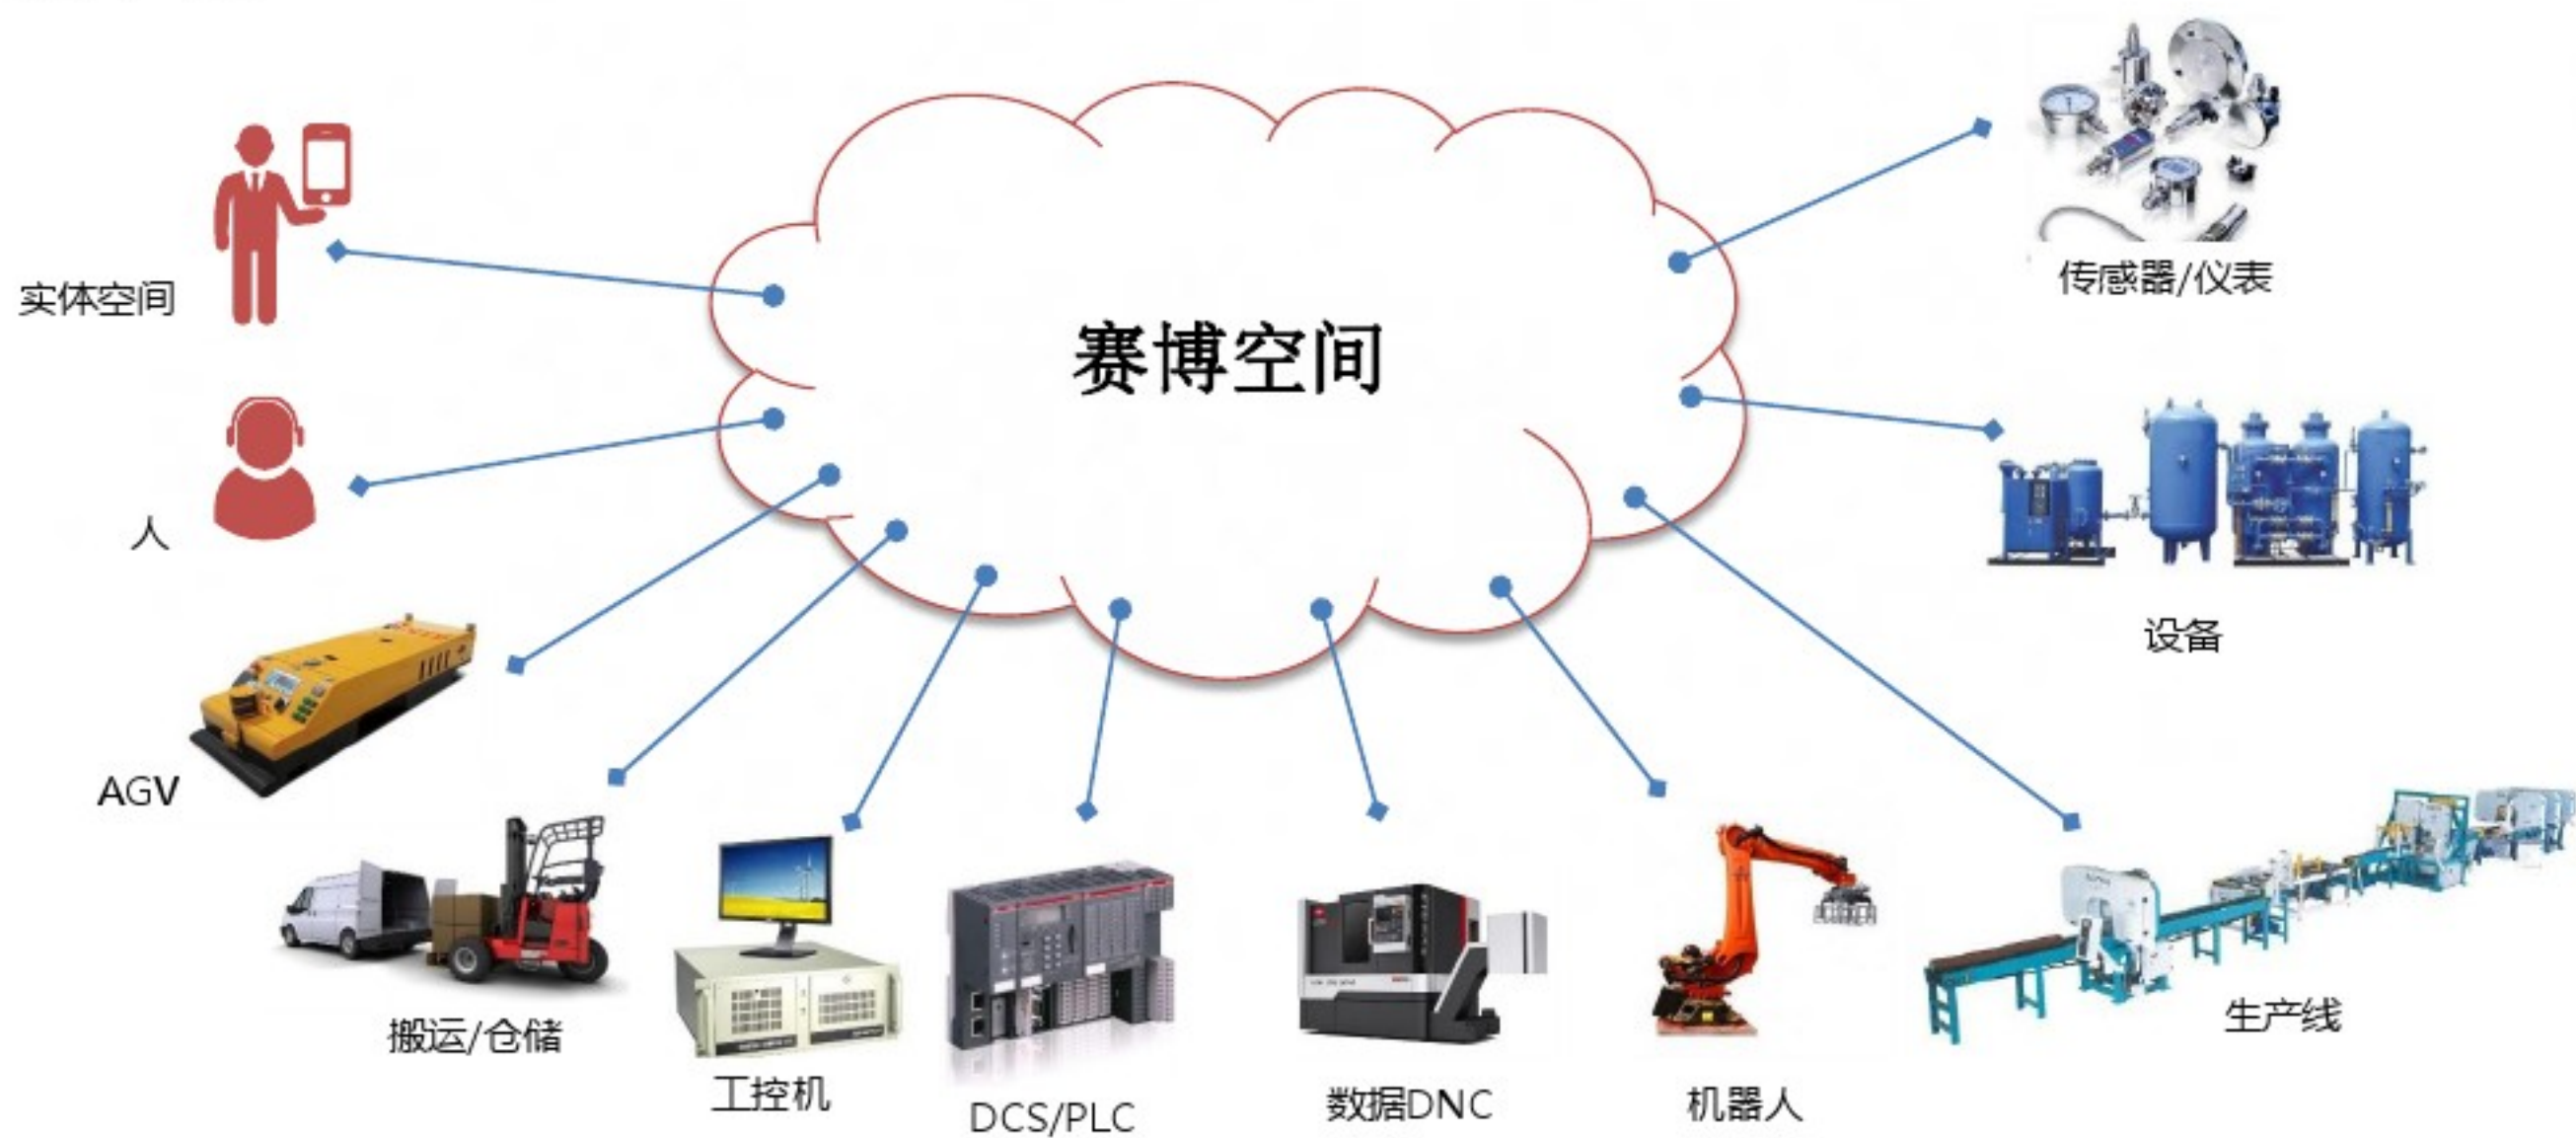 赛博空间
传感器/仪表
实体空间
人
设备
AGV
搬运/仓储
工控机
DCS/PLC
数据DNC
机器人
生产线